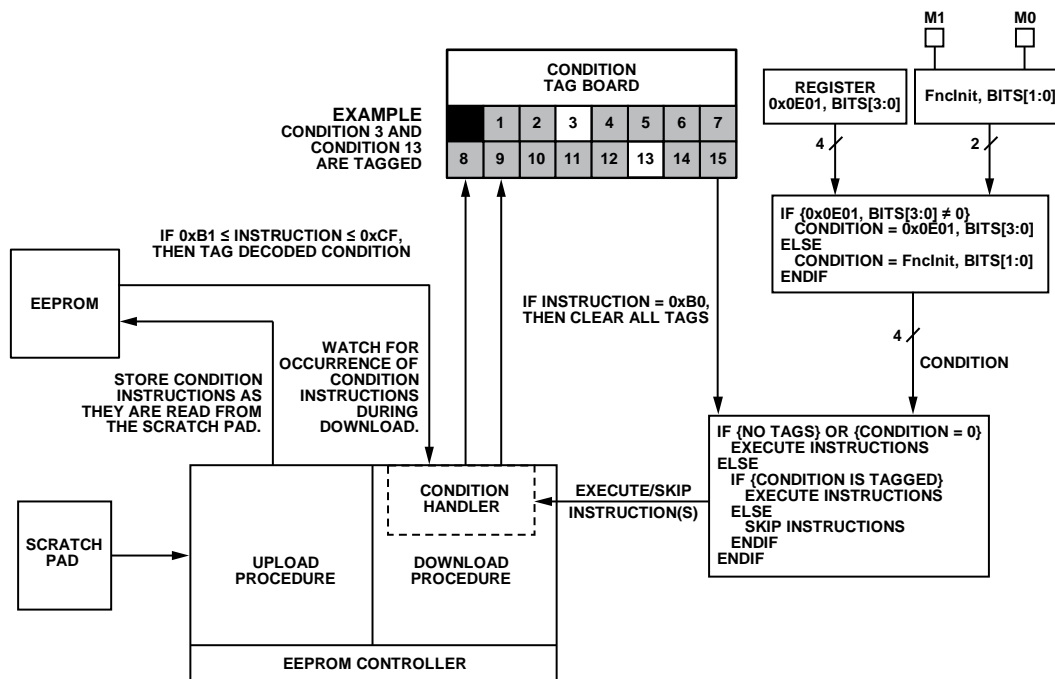 M1
M0
CONDITION
TAG BOARD
1 2 3 4 5 6 7
8 9 10 11 12 13 14 15
EXAMPLE
CONDITION 3 AND
CONDITION 13
ARE TAGGED
REGISTER
0x0E01, BITS[3:0]
FncInit, BITS[1:0]
4
2
IF {0x0E01, BITS[3:0] ≠ 0}
CONDITION = 0x0E01, BITS[3:0]
ELSE
CONDITION = FncInit, BITS[1:0]
ENDIF
IF 0xB1 ≤ INSTRUCTION ≤ 0xCF,
THEN TAG DECODED CONDITION
EEPROM
IF INSTRUCTION = 0xB0,
THEN CLEAR ALL TAGS
4
CONDITION
STORE CONDITION
INSTRUCTIONS AS
THEY ARE READ FROM
THE SCRATCH PAD.
WATCH FOR
OCCURRENCE OF
CONDITION
INSTRUCTIONS
DURING
DOWNLOAD.
IF {NO TAGS} OR {CONDITION = 0}
EXECUTE INSTRUCTIONS
ELSE
IF {CONDITION IS TAGGED}
EXECUTE INSTRUCTIONS
ELSE
SKIP INSTRUCTIONS
ENDIF
ENDIF
CONDITION
HANDLER
EXECUTE/SKIP
INSTRUCTION(S)
SCRATCH
PAD
UPLOAD
PROCEDURE
DOWNLOAD
PROCEDURE
EEPROM CONTROLLER